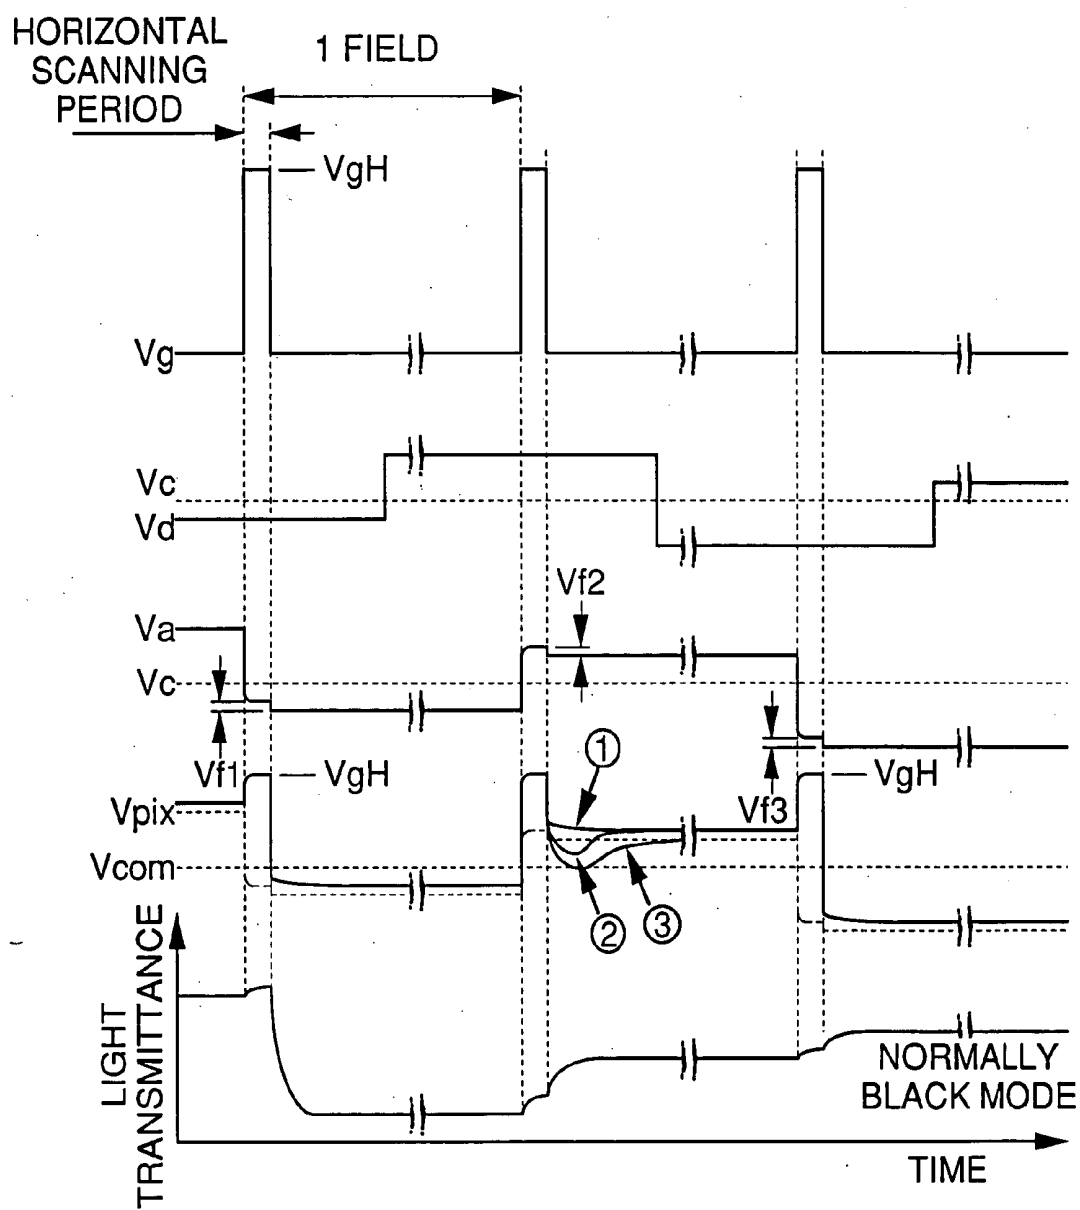 HORIZONTAL
SCANNING
PERIOD
1 FIELD
VgH
Vg
Vc
Vd
Vf2
Va
Vc
Vf1
VgH
①
VgH
Vf3
Vpix
Vcom
②
③
LIGHT
TRANSMITTANCE
NORMALLY
BLACK MODE
TIME